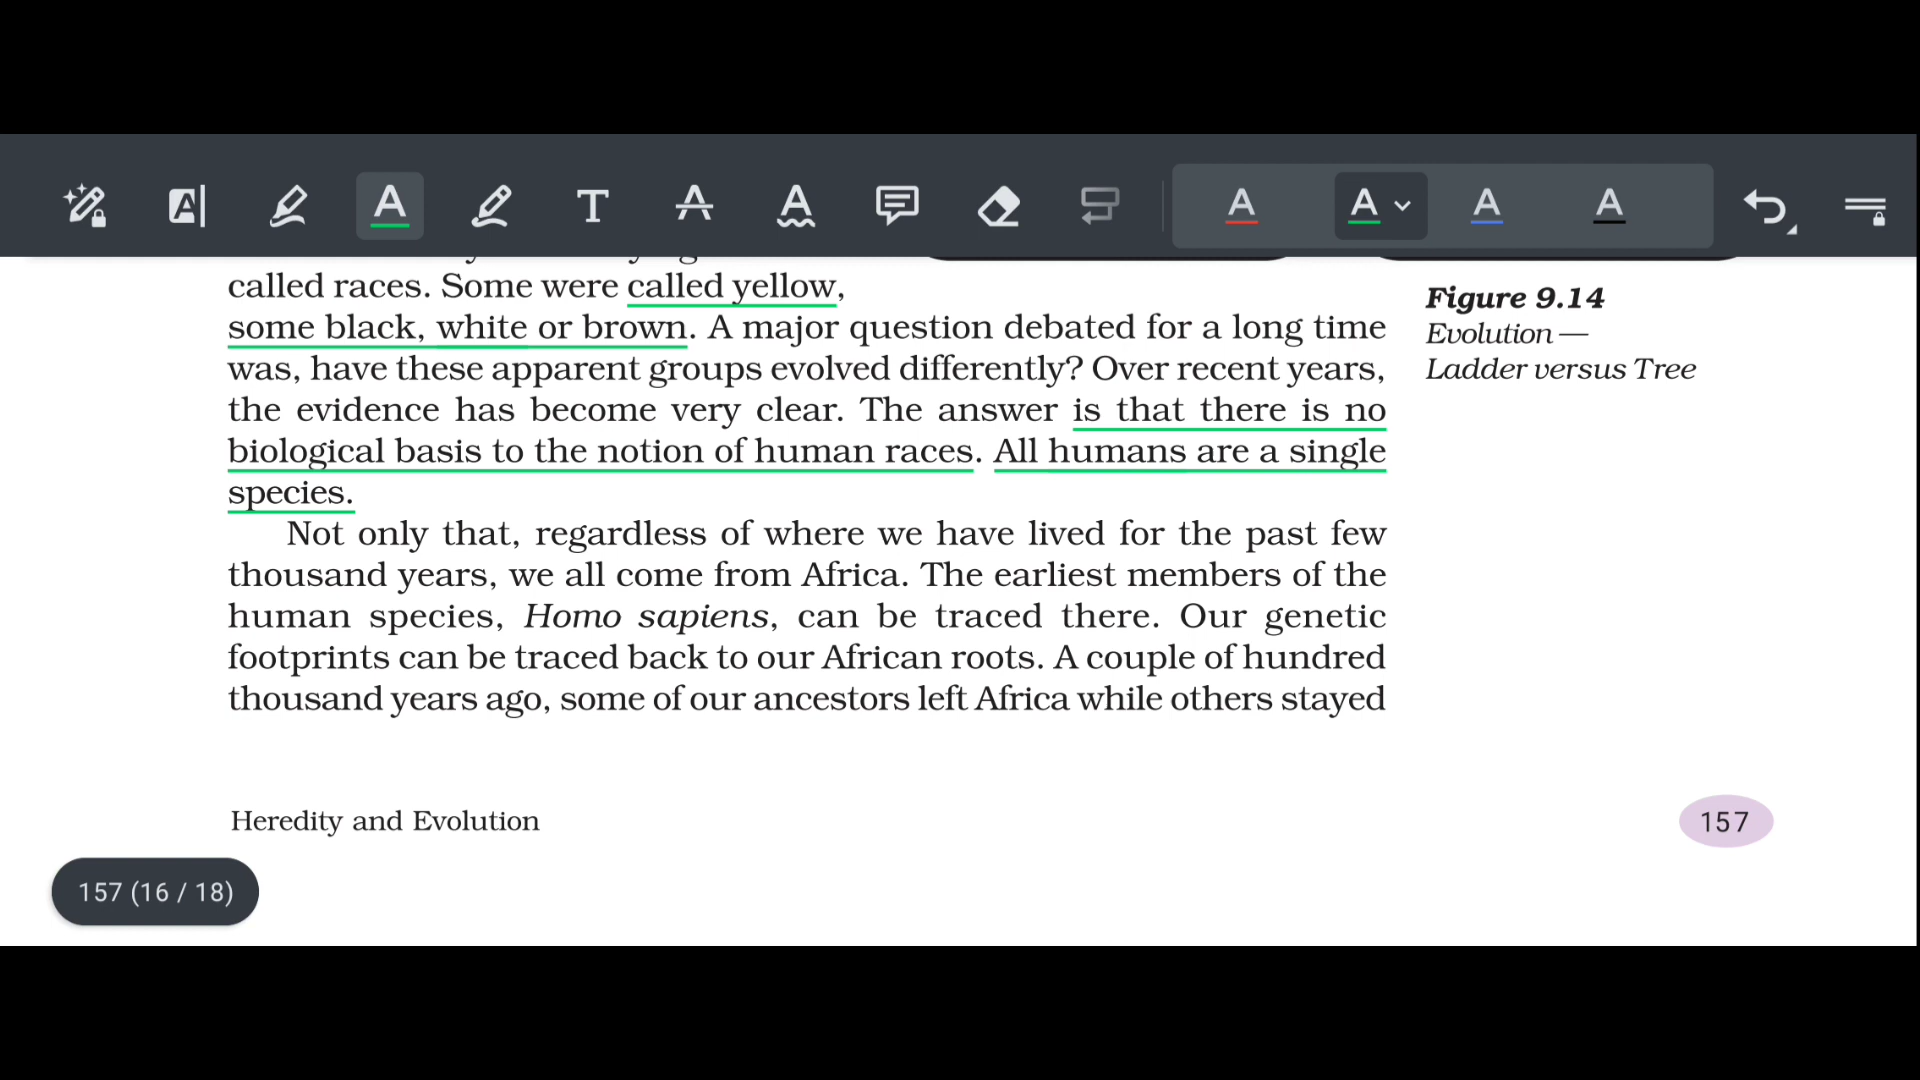 called races. Some were called yellow,
some black, white or brown. A major question debated for a long time
was, have these apparent groups evolved differently? Over recent years,
the evidence has become very clear. The answer is that there is no
biological basis to the notion of human races. All humans are a single
species.
Not only that, regardless of where we have lived for the past few
thousand years, we all come from Africa. The earliest members of the
human species, Homo sapiens, can be traced there. Our genetic
footprints can be traced back to our African roots. A couple of hundred
thousand years ago, some of our ancestors left Africa while others stayed
Figure 9.14
Evolution —
Ladder versus Tree
Heredity and Evolution
157
157 (16 / 18)